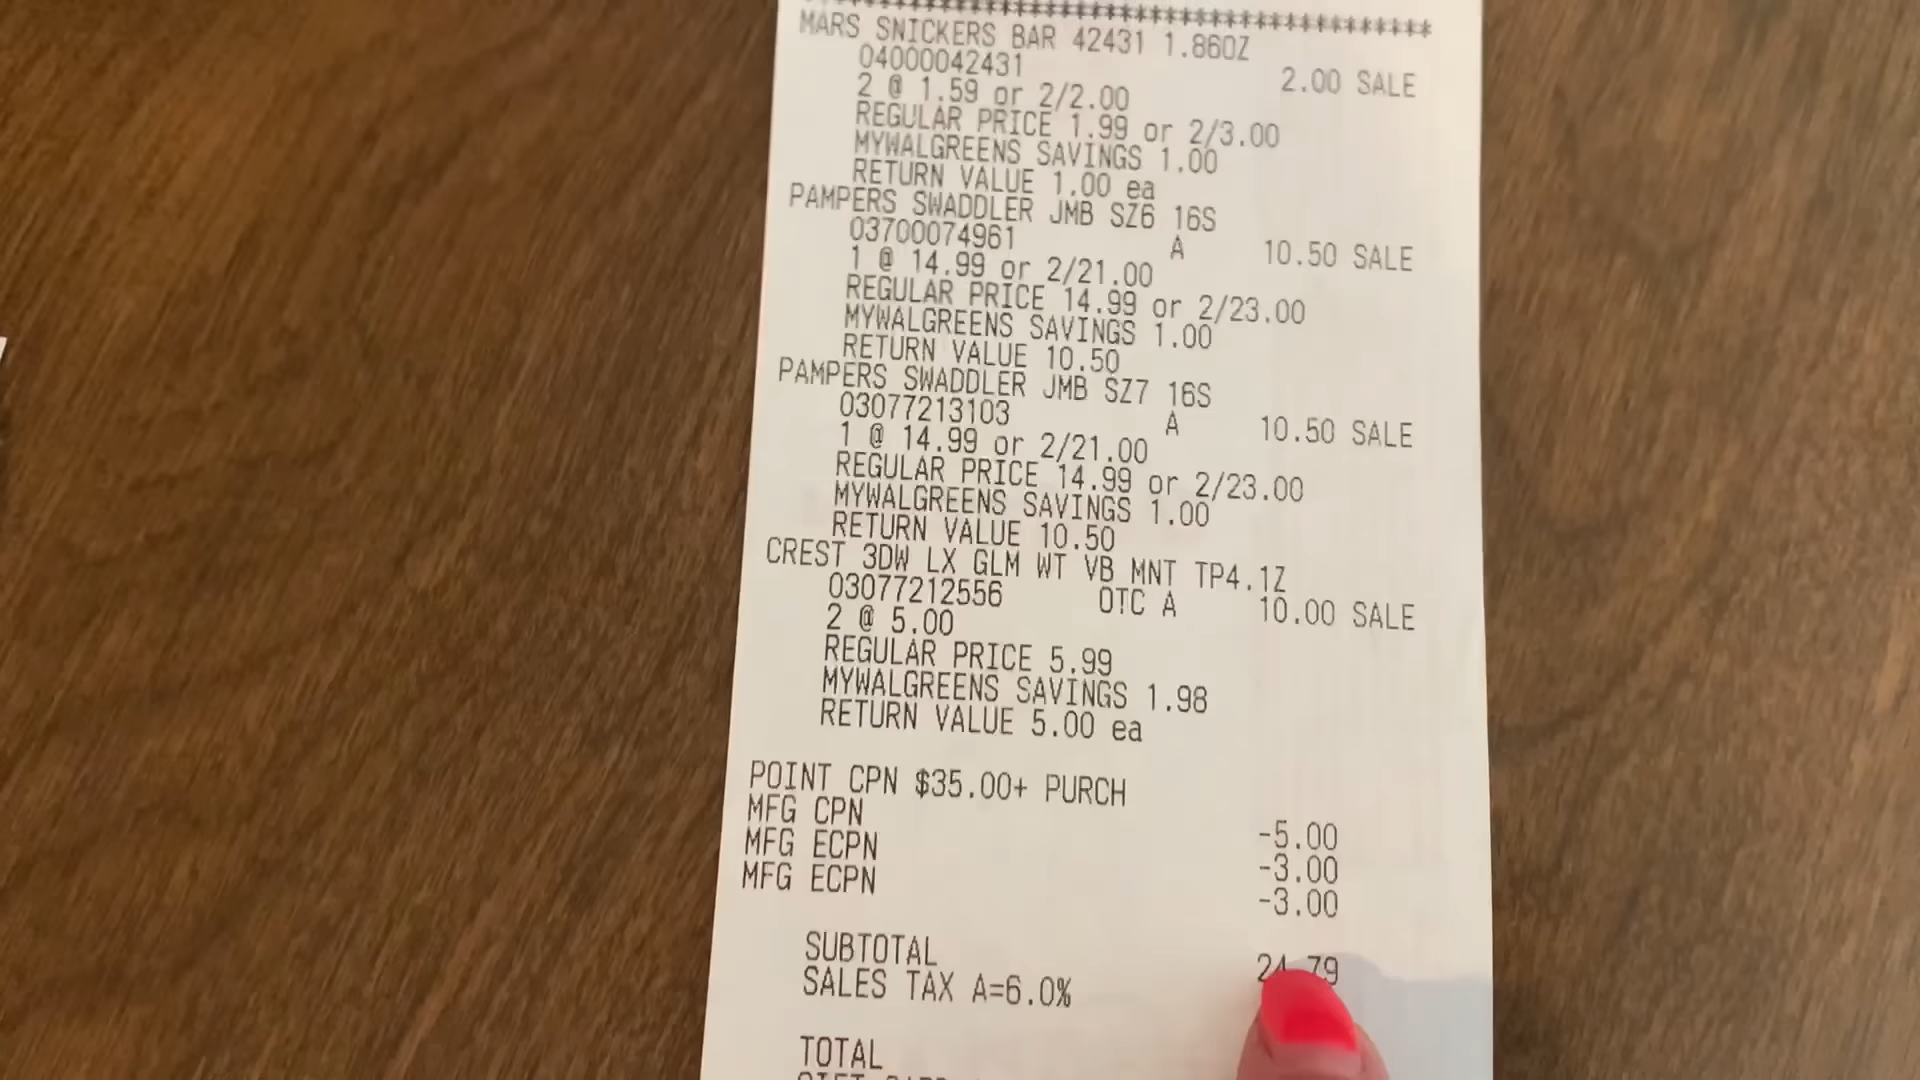 ****************************************
MARS SNICKERS BAR 42431 1.86OZ
04000042431 2.00 SALE
2 @ 1.59 or 2/2.00
REGULAR PRICE 1.99 or 2/3.00
MYWALGREENS SAVINGS 1.00
RETURN VALUE 1.00 ea
PAMPERS SWADDLER JMB SZ6 16S
03700074961 A 10.50 SALE
1 @ 14.99 or 2/21.00
REGULAR PRICE 14.99 or 2/23.00
MYWALGREENS SAVINGS 1.00
RETURN VALUE 10.50
PAMPERS SWADDLER JMB SZ7 16S
03077213103 A 10.50 SALE
1 @ 14.99 or 2/21.00
REGULAR PRICE 14.99 or 2/23.00
MYWALGREENS SAVINGS 1.00
RETURN VALUE 10.50
CREST 3DW LX GLM WT VB MNT TP4.1Z
03077212556 OTC A 10.00 SALE
2 @ 5.00
REGULAR PRICE 5.99
MYWALGREENS SAVINGS 1.98
RETURN VALUE 5.00 ea
POINT CPN $35.00+ PURCH
MFG CPN -5.00
MFG ECPN -3.00
MFG ECPN -3.00
SUBTOTAL 24.79
SALES TAX A=6.0%
TOTAL